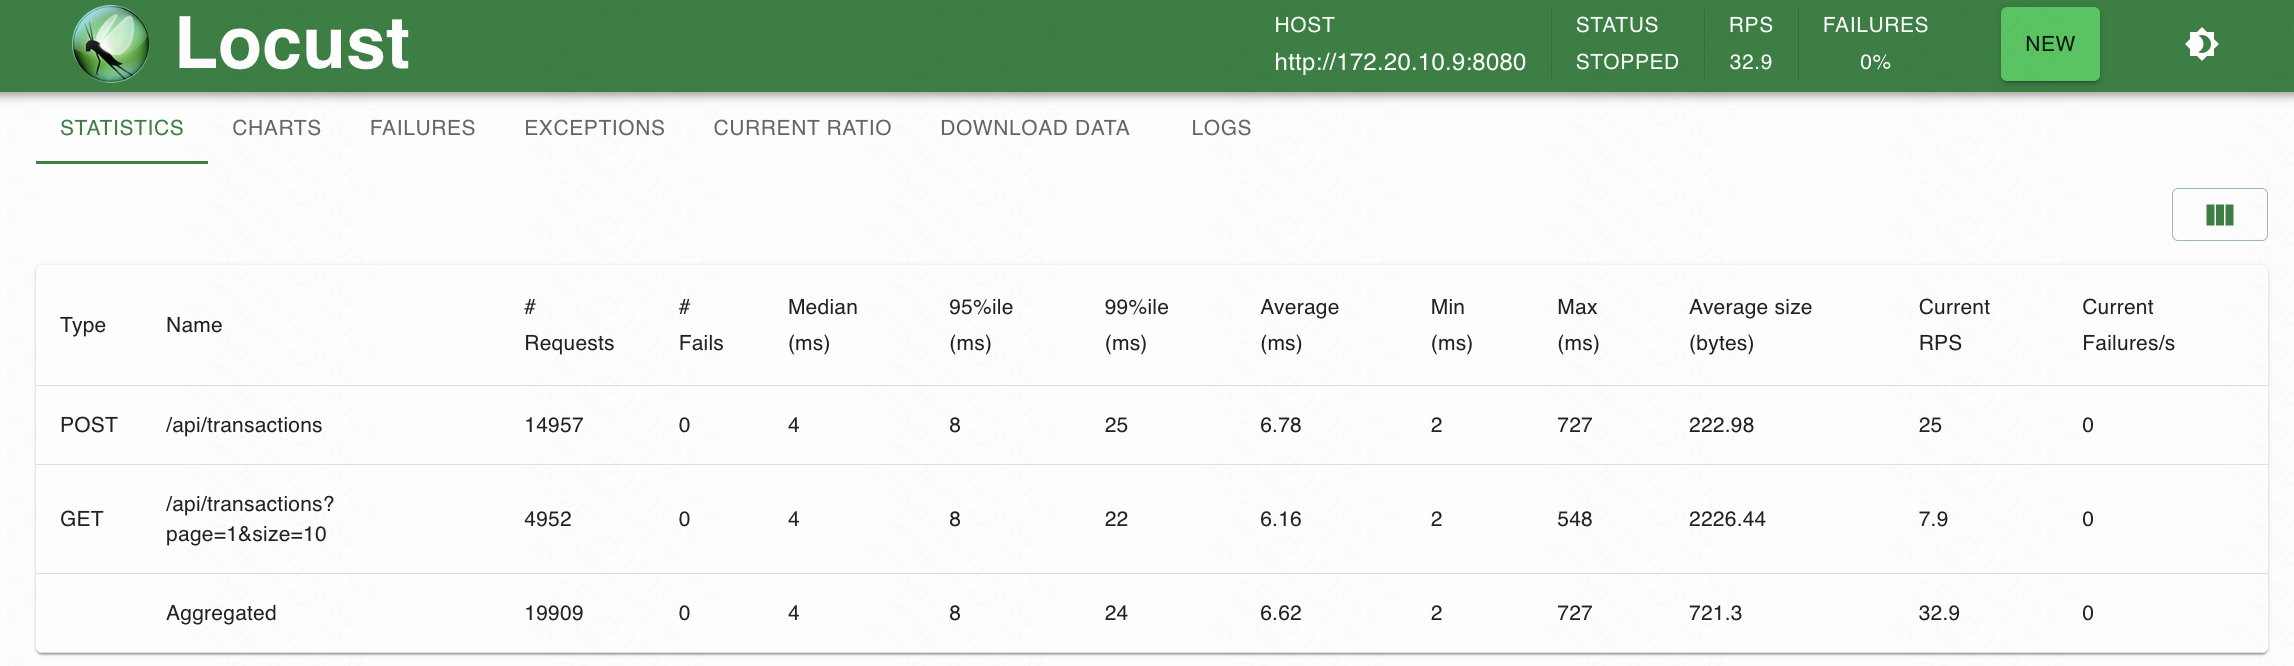 Locust
HOST
http://172.20.10.9:8080
STATUS
STOPPED
RPS
32.9
FAILURES
0%
NEW
STATISTICS CHARTS FAILURES EXCEPTIONS CURRENT RATIO DOWNLOAD DATA LOGS
Type Name # Requests # Fails Median (ms) 95%ile (ms) 99%ile (ms) Average (ms) Min (ms) Max (ms) Average size (bytes) Current RPS Current Failures/s
POST /api/transactions 14957 0 4 8 25 6.78 2 727 222.98 25 0
GET /api/transactions?page=1&size=10 4952 0 4 8 22 6.16 2 548 2226.44 7.9 0
Aggregated 19909 0 4 8 24 6.62 2 727 721.3 32.9 0